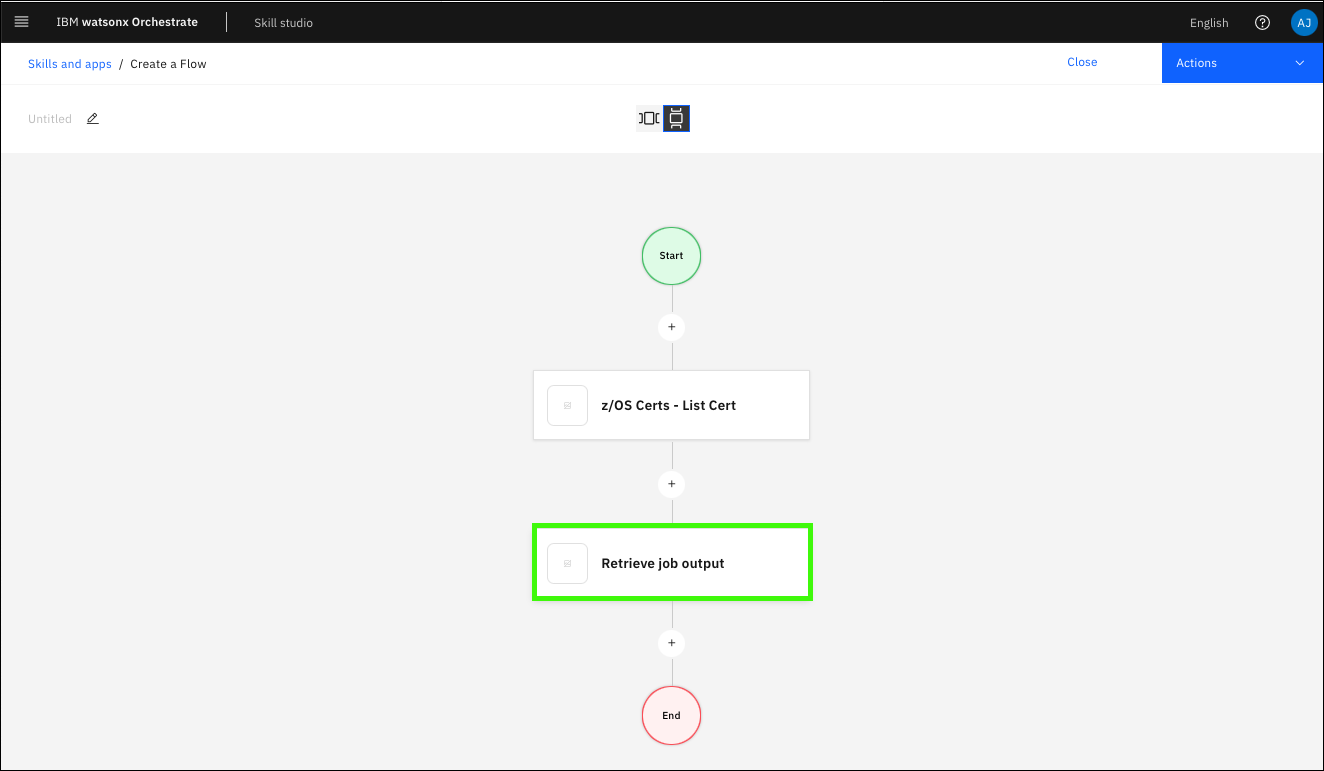 IBM watsonx Orchestrate
Skill studio
English
AJ
Skills and apps / Create a Flow
Close
Actions
Untitled
Start
+
z/OS Certs - List Cert
+
Retrieve job output
+
End